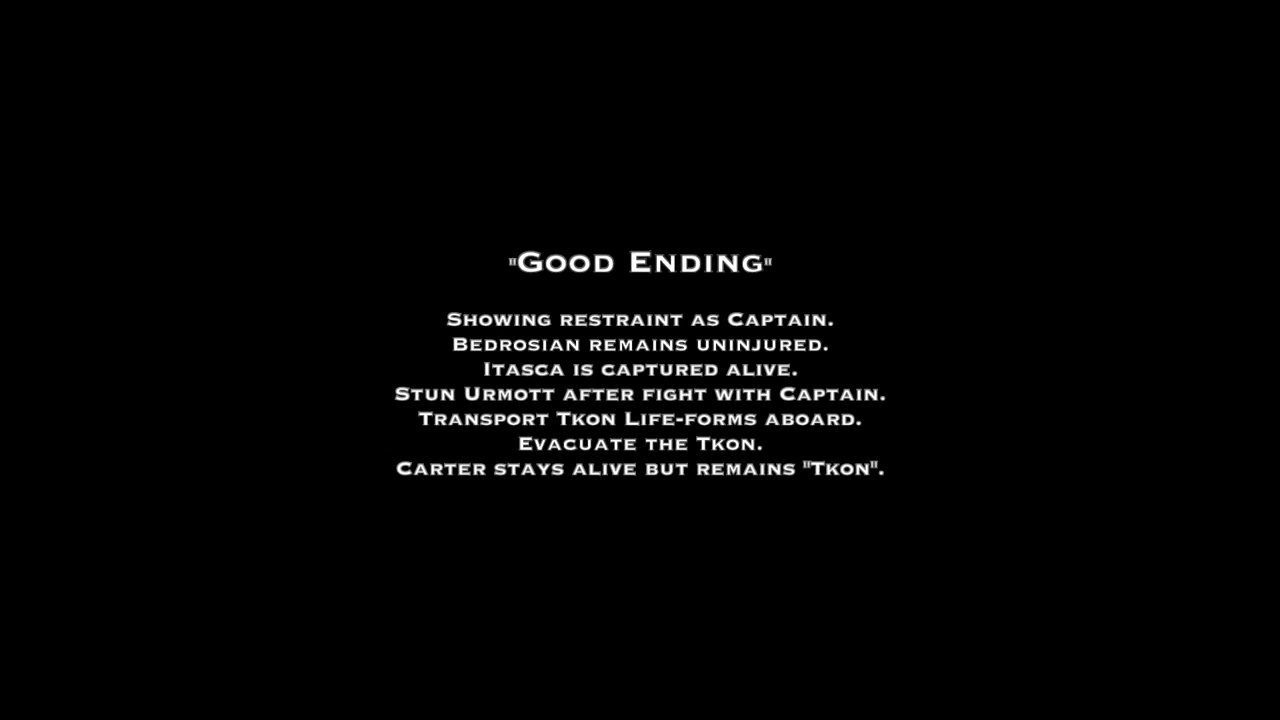 "Good Ending"
Showing restraint as Captain.
Bedrosian remains uninjured.
Itasca is captured alive.
Stun Urmott after fight with Captain.
Transport Tkon Life-forms aboard.
Evacuate the Tkon.
Carter stays alive but remains "Tkon".